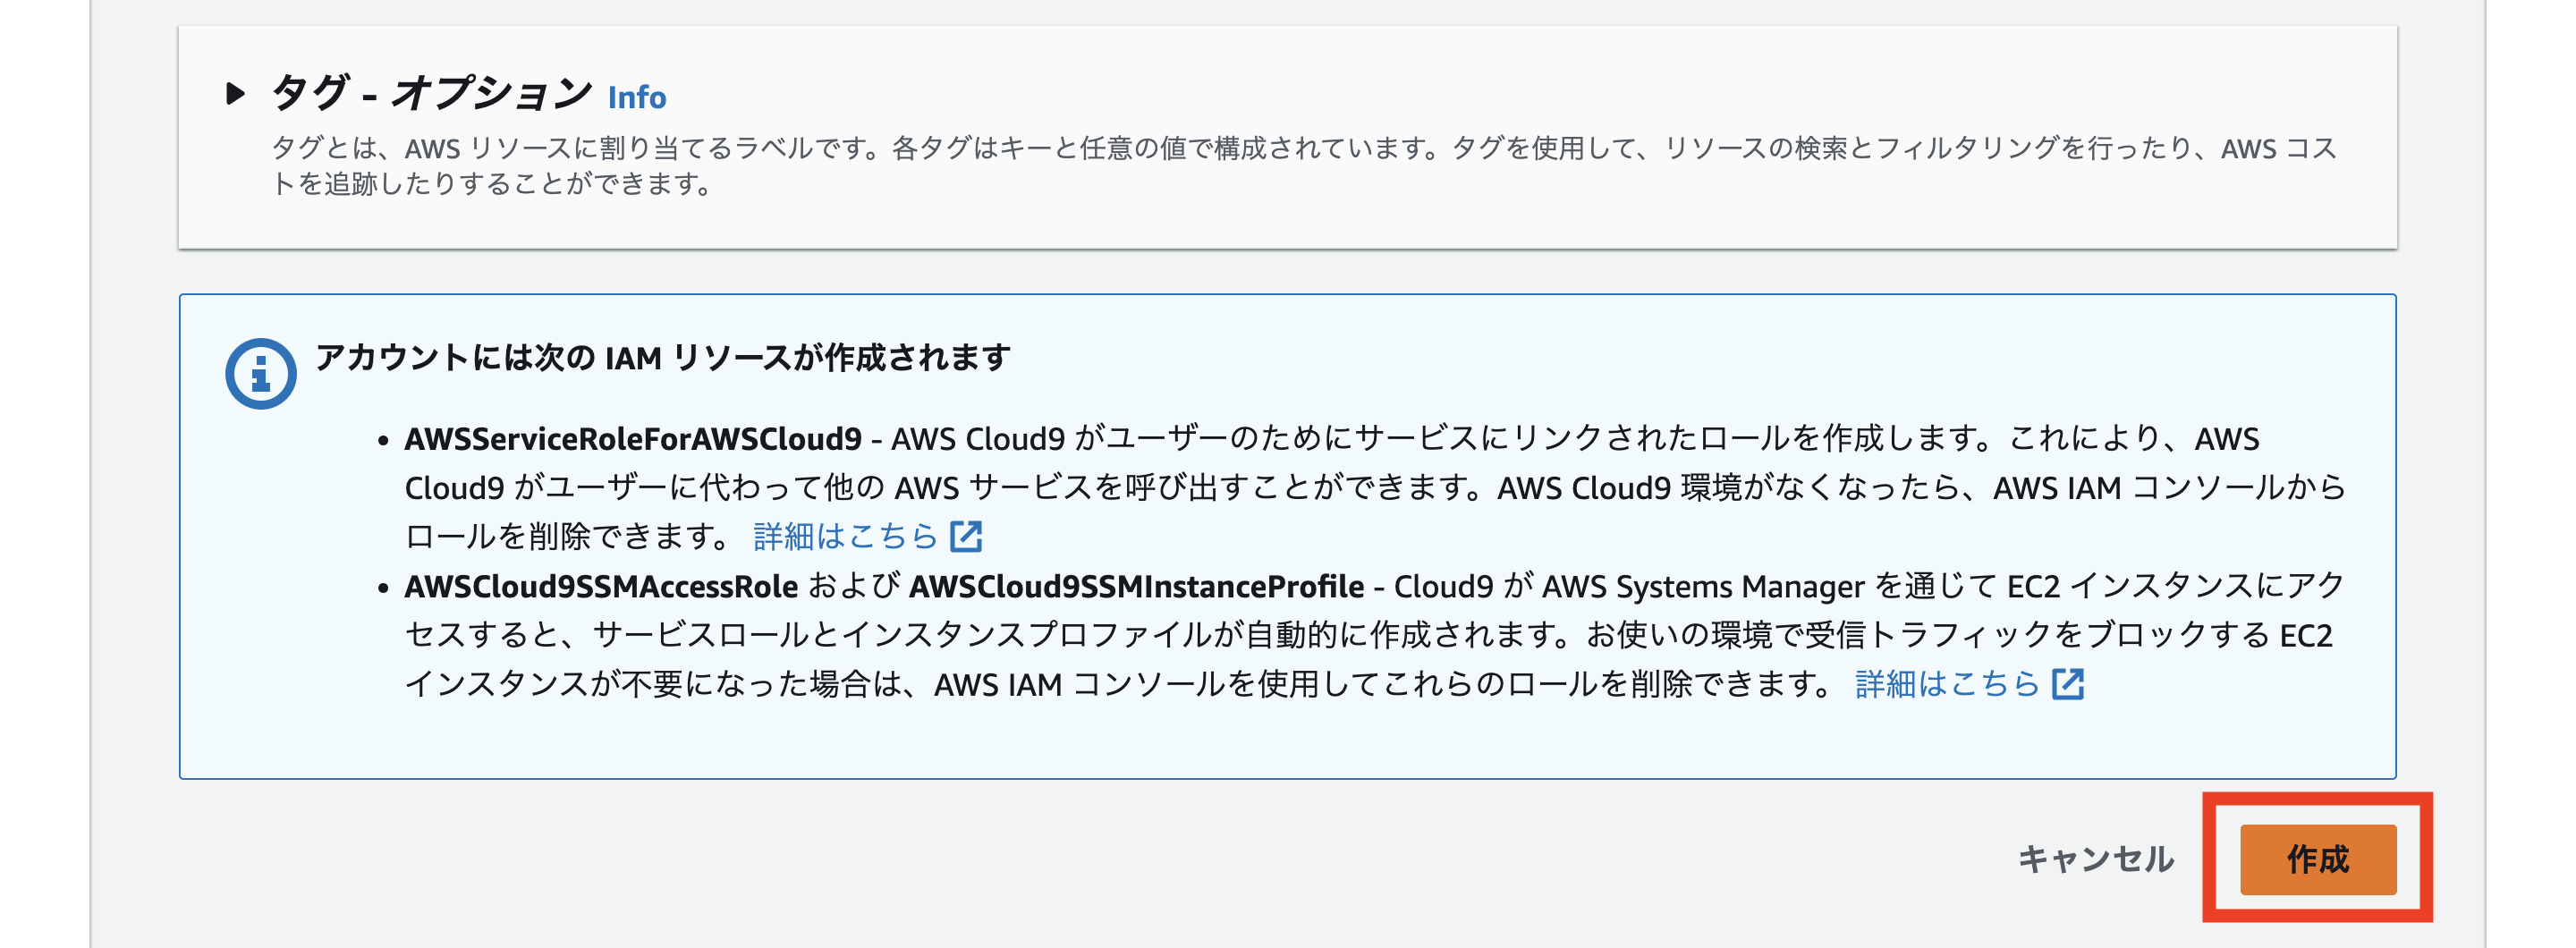 タグ - オプション Info
タグとは、AWS リソースに割り当てるラベルです。各タグはキーと任意の値で構成されています。タグを使用して、リソースの検索とフィルタリングを行ったり、AWS コス
トを追跡したりすることができます。
アカウントには次の IAM リソースが作成されます
• AWSServiceRoleForAWSCloud9 - AWS Cloud9 がユーザーのためにサービスにリンクされたロールを作成します。これにより、AWS
Cloud9 がユーザーに代わって他の AWS サービスを呼び出すことができます。AWS Cloud9 環境がなくなったら、AWS IAM コンソールから
ロールを削除できます。 詳細はこちら
• AWSCloud9SSMAccessRole および AWSCloud9SSMInstanceProfile - Cloud9 が AWS Systems Manager を通じて EC2 インスタンスにアク
セスすると、サービスロールとインスタンスプロファイルが自動的に作成されます。お使いの環境で受信トラフィックをブロックする EC2
インスタンスが不要になった場合は、AWS IAM コンソールを使用してこれらのロールを削除できます。 詳細はこちら
キャンセル 作成